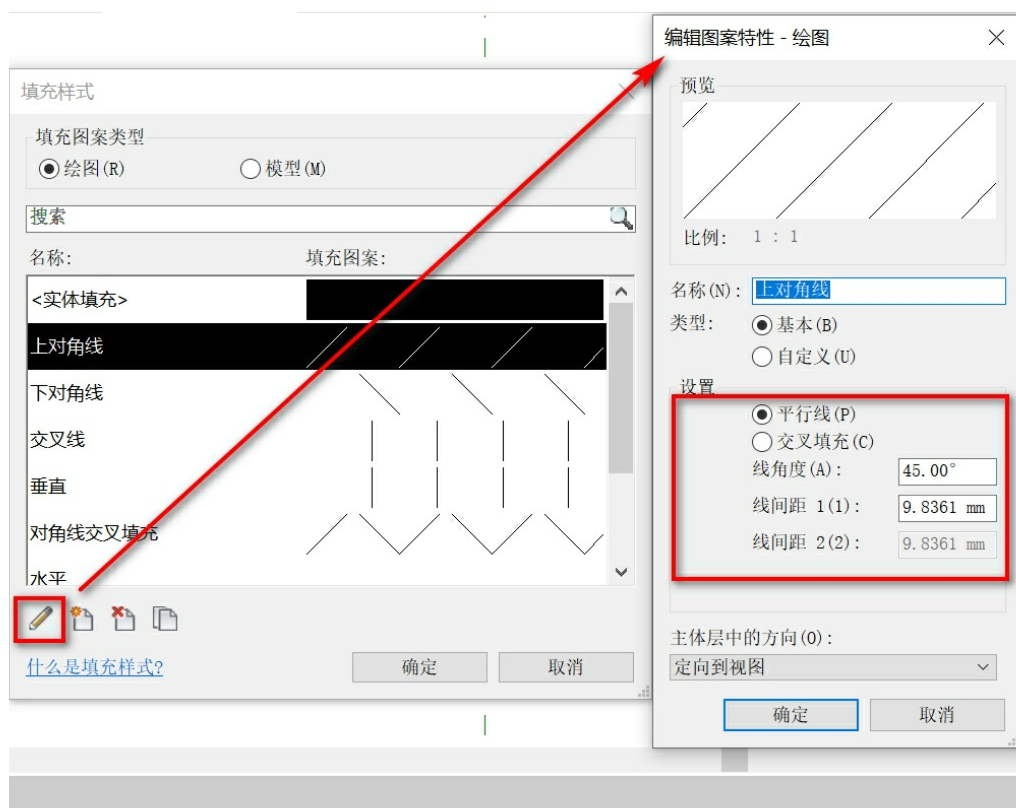 填充样式
填充图案类型
绘图(R)
模型(M)
搜索
名称:
填充图案:
<实体填充>
上对角线
下对角线
交叉线
垂直
对角线交叉填充
水平
什么是填充样式?
确定
取消
编辑图案特性 - 绘图
预览
比例: 1 : 1
名称(N): 上对角线
类型:
基本(B)
自定义(U)
设置
平行线(P)
交叉填充(C)
线角度(A): 45.00°
线间距 1(1): 9.8361 mm
线间距 2(2): 9.8361 mm
主体层中的方向(O):
定向到视图
确定
取消